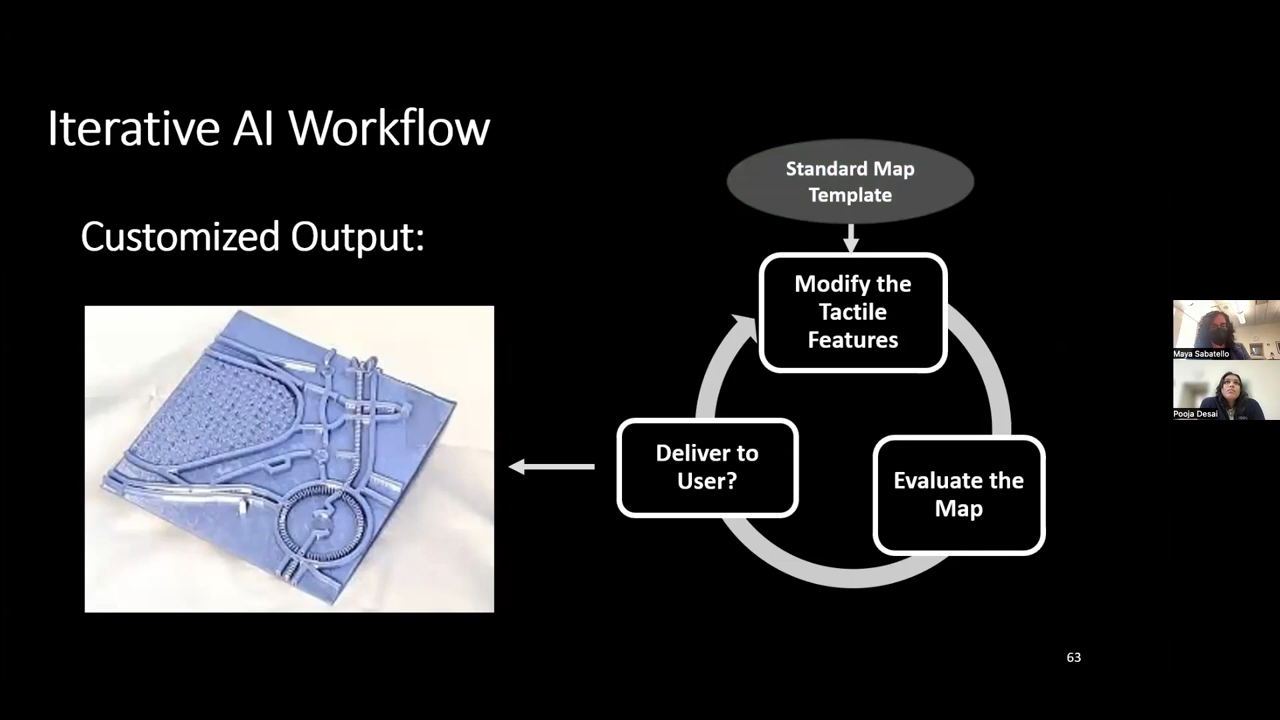 Iterative AI Workflow
Customized Output:
Standard Map
Template
Modify the
Tactile
Features
Evaluate the
Map
Deliver to
User?
Maya Sabatello
Pooja Desai
63